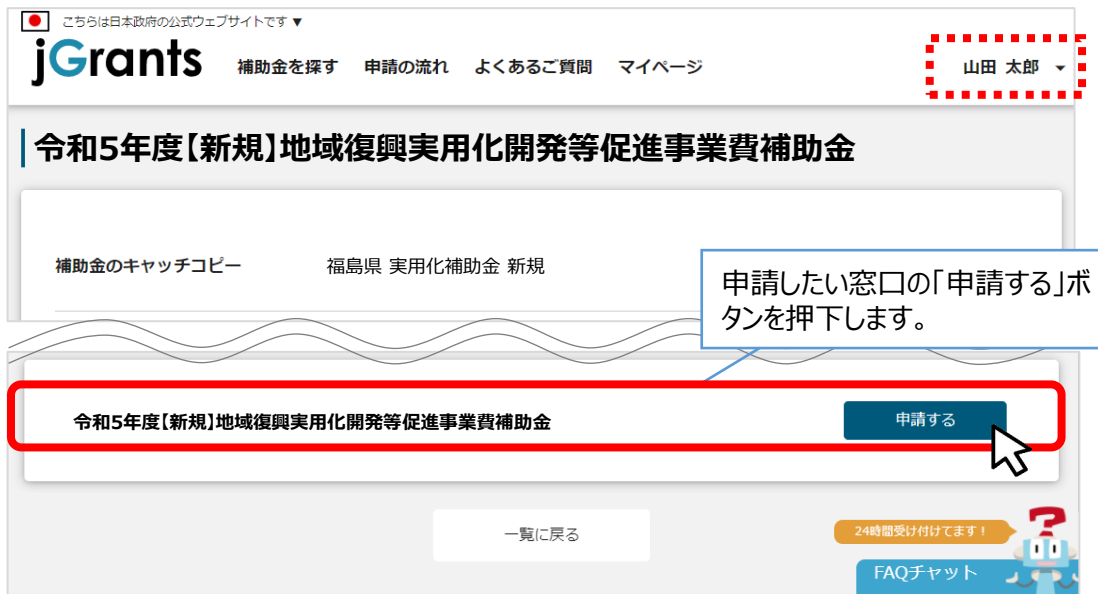 こちらは日本政府の公式ウェブサイトです ▼
jGrants 補助金を探す 申請の流れ よくあるご質問 マイページ 山田 太郎
令和5年度【新規】地域復興実用化開発等促進事業費補助金
補助金のキャッチコピー 福島県 実用化補助金 新規
申請したい窓口の「申請する」ボ
タンを押下します。
令和5年度【新規】地域復興実用化開発等促進事業費補助金 申請する
一覧に戻る
24時間受け付けてます！
FAQチャット